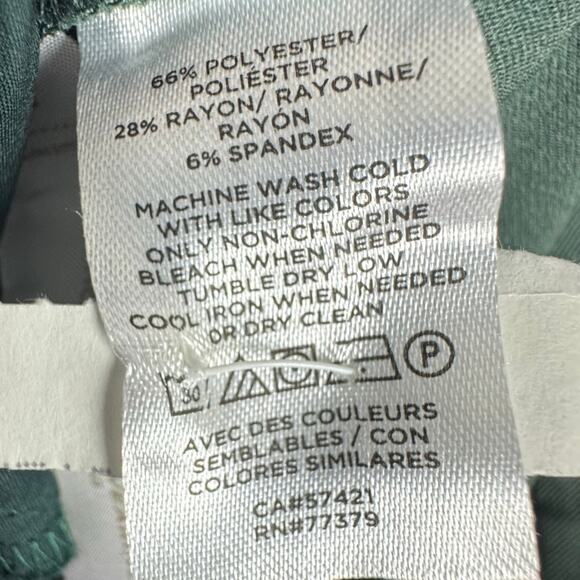 66% POLYESTER/
POLIÉSTER
28% RAYON/ RAYONNE/
RAYÓN
6% SPANDEX
MACHINE WASH COLD
WITH LIKE COLORS
ONLY NON-CHLORINE
BLEACH WHEN NEEDED
TUMBLE DRY LOW
COOL IRON WHEN NEEDED
OR DRY CLEAN
30 P
AVEC DES COULEURS
SEMBLABLES / CON
COLORES SIMILARES
CA#57421
RN#77379